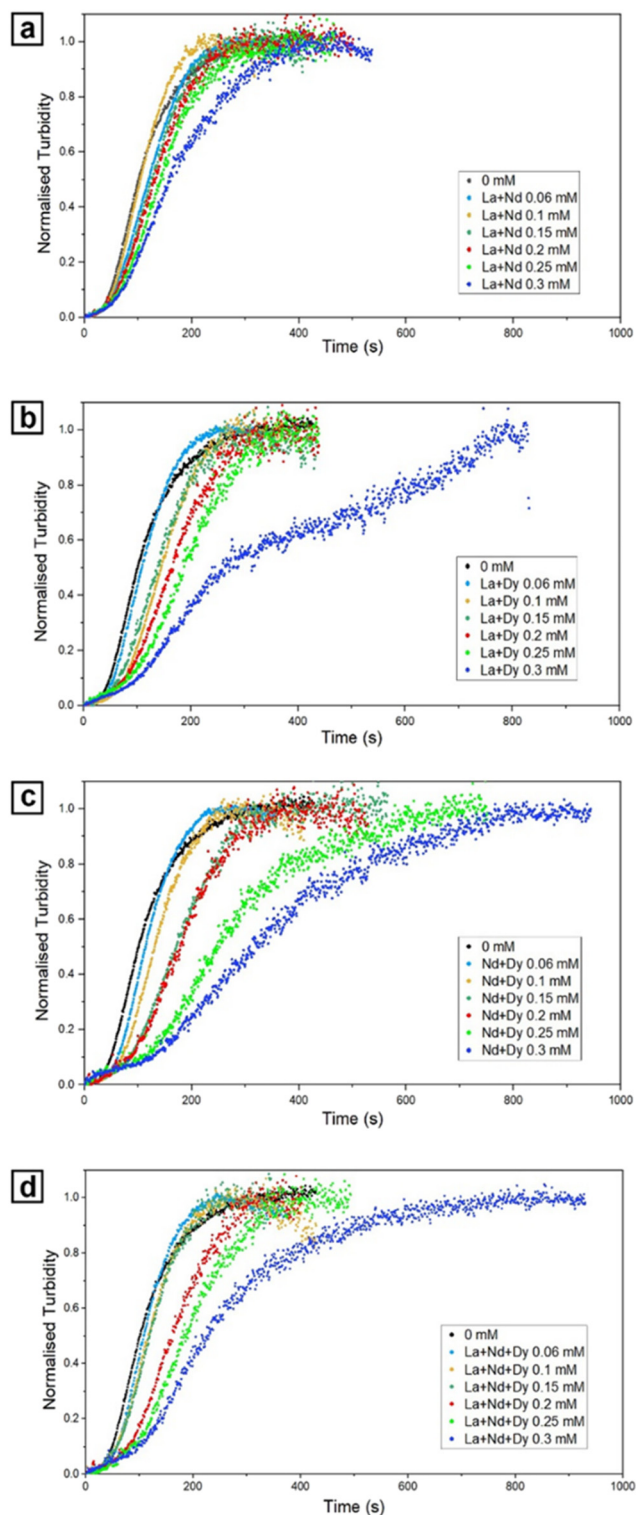 a
Normalised Turbidity
1.0
0.8
0.6
0.4
0.2
0.0
0 mM
La+Nd 0.06 mM
La+Nd 0.1 mM
La+Nd 0.15 mM
La+Nd 0.2 mM
La+Nd 0.25 mM
La+Nd 0.3 mM
0 200 400 600 800 1000
Time (s)
b
Normalised Turbidity
1.0
0.8
0.6
0.4
0.2
0.0
0 mM
La+Dy 0.06 mM
La+Dy 0.1 mM
La+Dy 0.15 mM
La+Dy 0.2 mM
La+Dy 0.25 mM
La+Dy 0.3 mM
0 200 400 600 800 1000
Time (s)
c
Normalised Turbidity
1.0
0.8
0.6
0.4
0.2
0.0
0 mM
Nd+Dy 0.06 mM
Nd+Dy 0.1 mM
Nd+Dy 0.15 mM
Nd+Dy 0.2 mM
Nd+Dy 0.25 mM
Nd+Dy 0.3 mM
0 200 400 600 800 1000
Time (s)
d
Normalised Turbidity
1.0
0.8
0.6
0.4
0.2
0.0
0 mM
La+Nd+Dy 0.06 mM
La+Nd+Dy 0.1 mM
La+Nd+Dy 0.15 mM
La+Nd+Dy 0.2 mM
La+Nd+Dy 0.25 mM
La+Nd+Dy 0.3 mM
0 200 400 600 800 1000
Time (s)